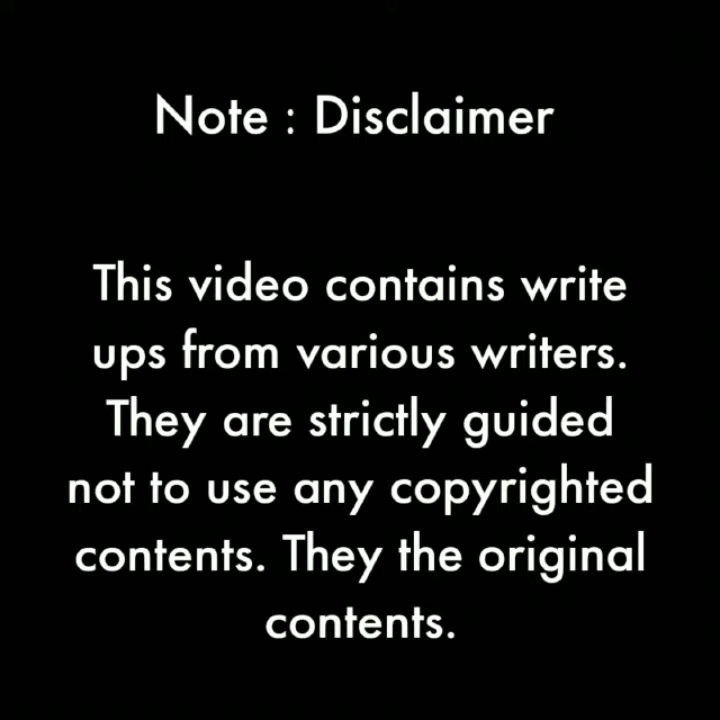 Note : Disclaimer
This video contains write
ups from various writers.
They are strictly guided
not to use any copyrighted
contents. They the original
contents.